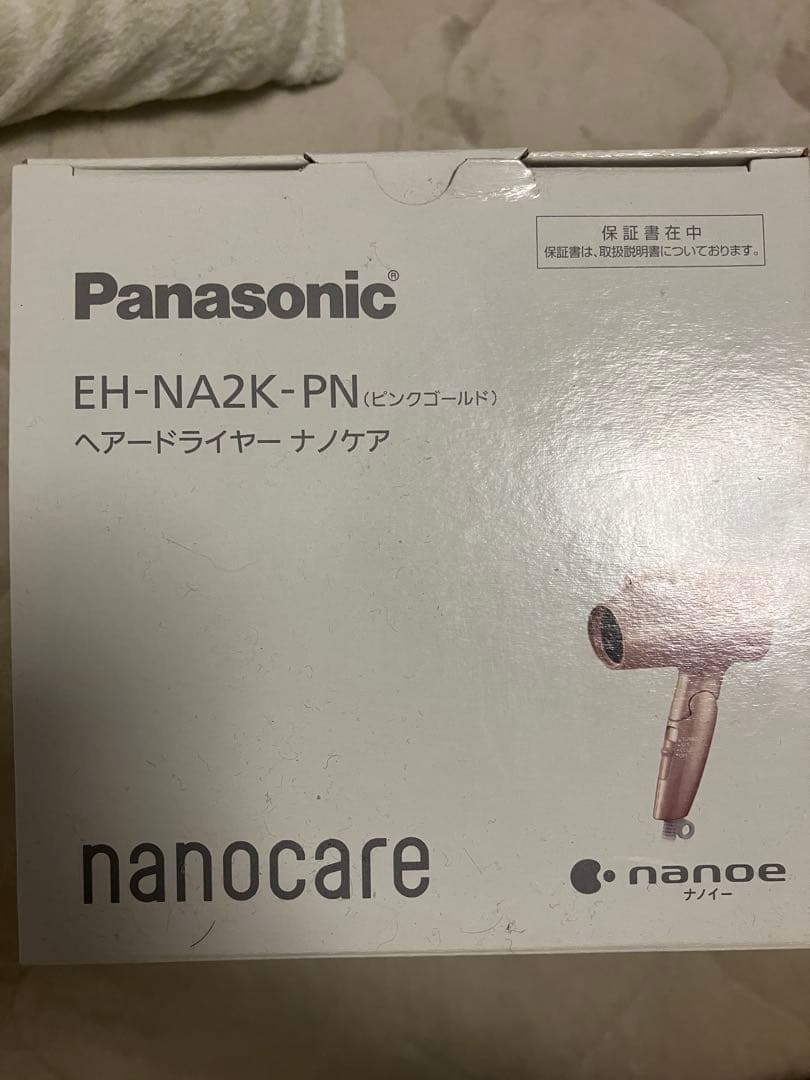 保証書在中
保証書は、取扱説明書についております。
Panasonic®
EH-NA2K-PN(ピンクゴールド)
ヘアードライヤー ナノケア
nanocare
nanoe
ナノイー